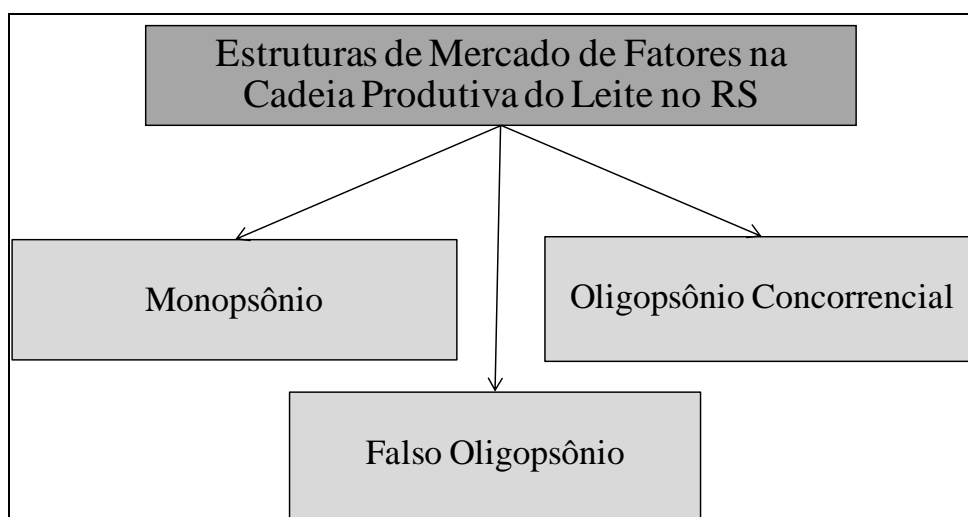 Estruturas de Mercado de Fatores na
Cadeia Produtiva do Leite no RS
Monopsônio
Oligopsônio Concorrencial
Falso Oligopsônio